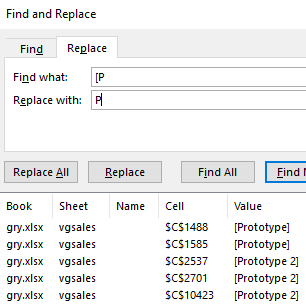 Find and Replace
Find Replace
Find what: [P
Replace with: P
Replace All Replace Find All Find N
Book Sheet Name Cell Value
gry.xlsx vgsales $C$1488 [Prototype]
gry.xlsx vgsales $C$1585 [Prototype]
gry.xlsx vgsales $C$2537 [Prototype 2]
gry.xlsx vgsales $C$2701 [Prototype 2]
gry.xlsx vgsales $C$10423 [Prototype 2]